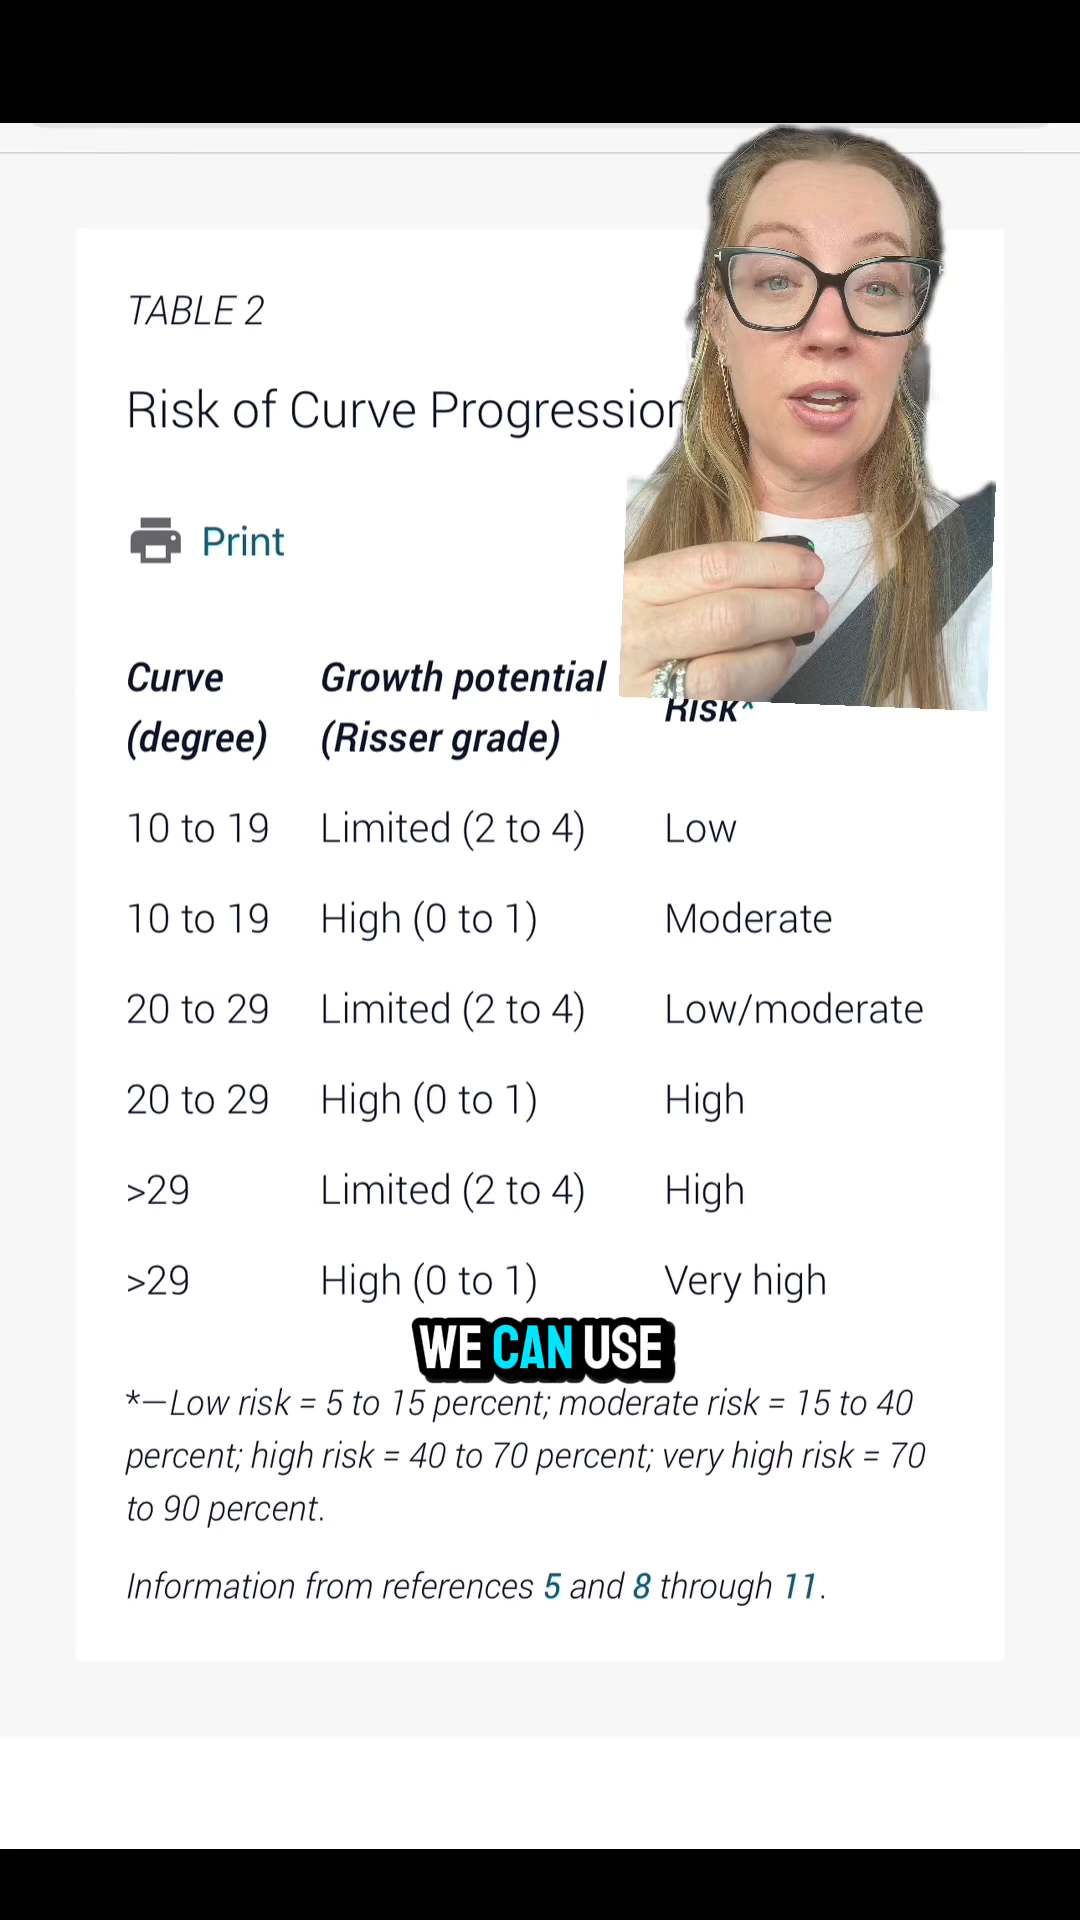 TABLE 2
Risk of Curve Progression
Print
Curve (degree) Growth potential (Risser grade) Risk*
10 to 19 Limited (2 to 4) Low
10 to 19 High (0 to 1) Moderate
20 to 29 Limited (2 to 4) Low/moderate
20 to 29 High (0 to 1) High
>29 Limited (2 to 4) High
>29 High (0 to 1) Very high
WE CAN USE
*—Low risk = 5 to 15 percent; moderate risk = 15 to 40
percent; high risk = 40 to 70 percent; very high risk = 70
to 90 percent.
Information from references 5 and 8 through 11.